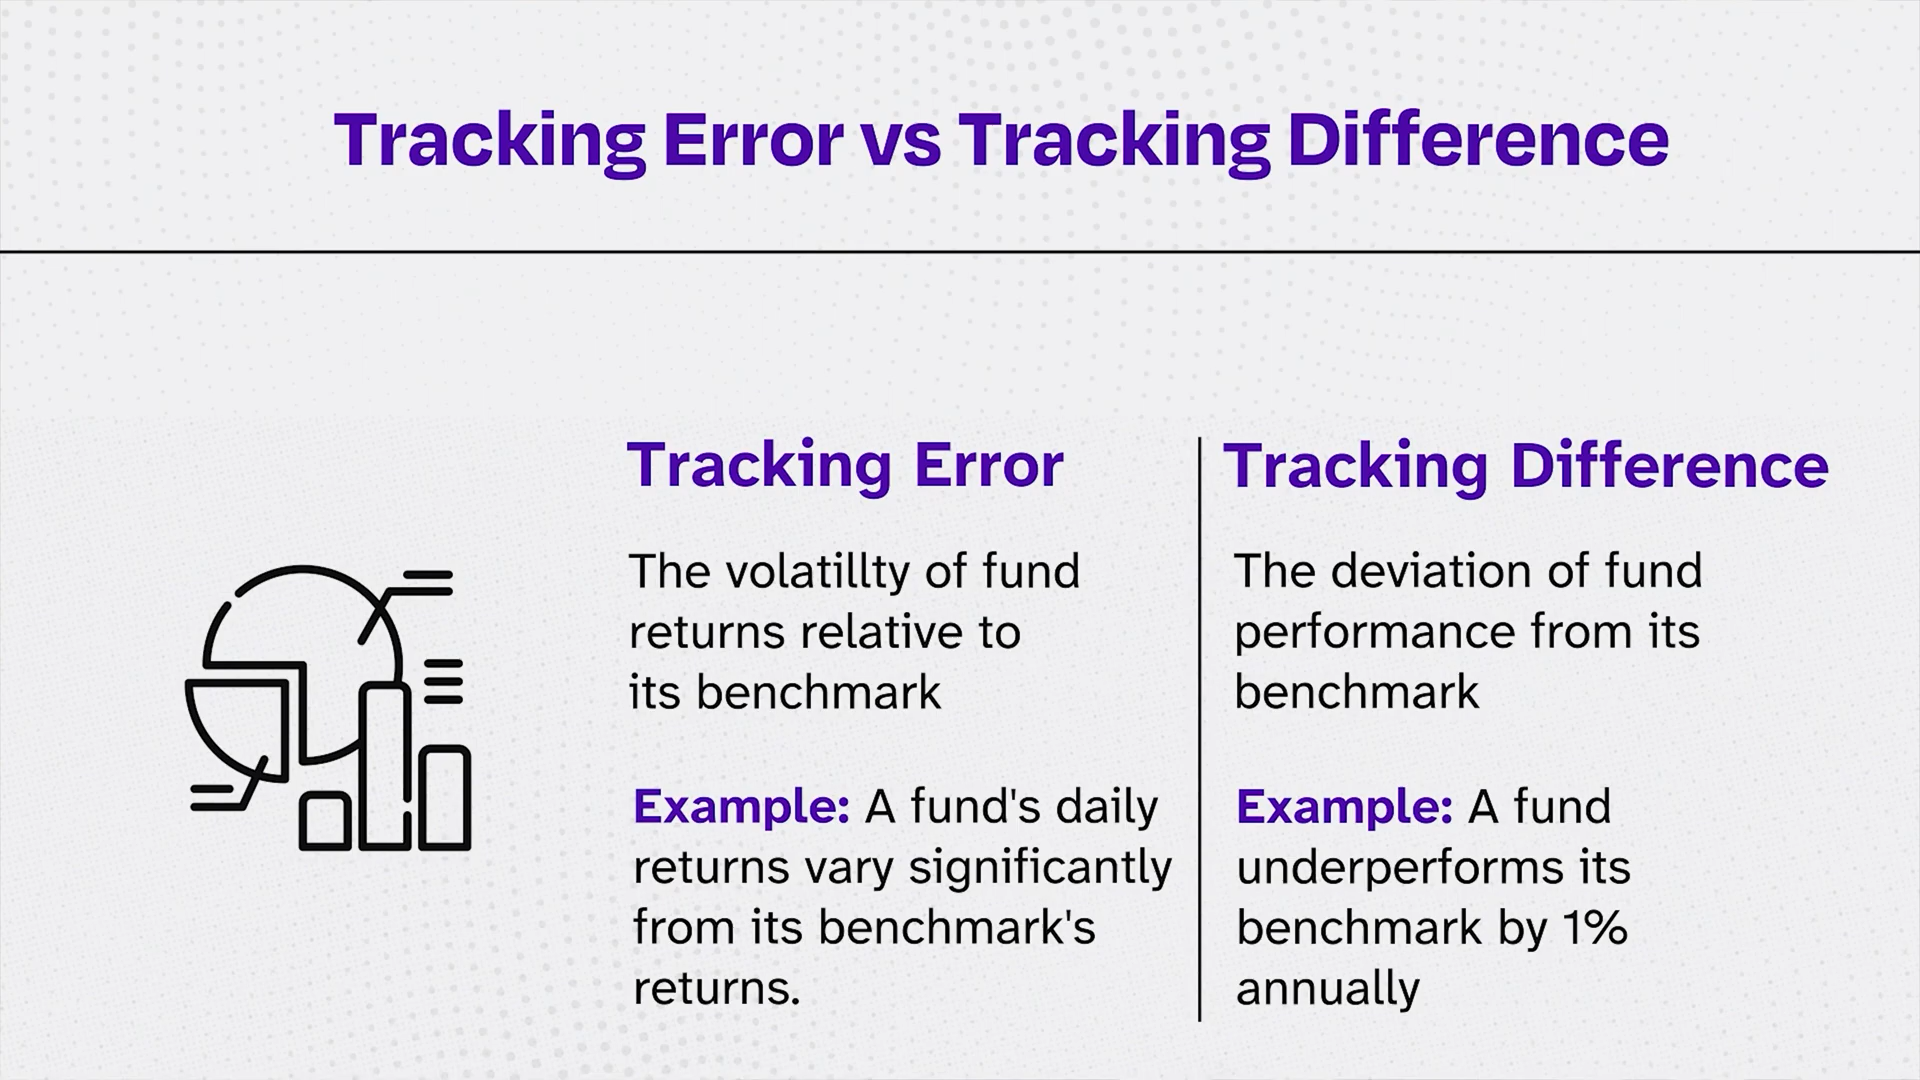 Tracking Error vs Tracking Difference
Tracking Error
The volatillty of fund
returns relative to
its benchmark
Example: A fund's daily
returns vary significantly
from its benchmark's
returns.
Tracking Difference
The deviation of fund
performance from its
benchmark
Example: A fund
underperforms its
benchmark by 1%
annually